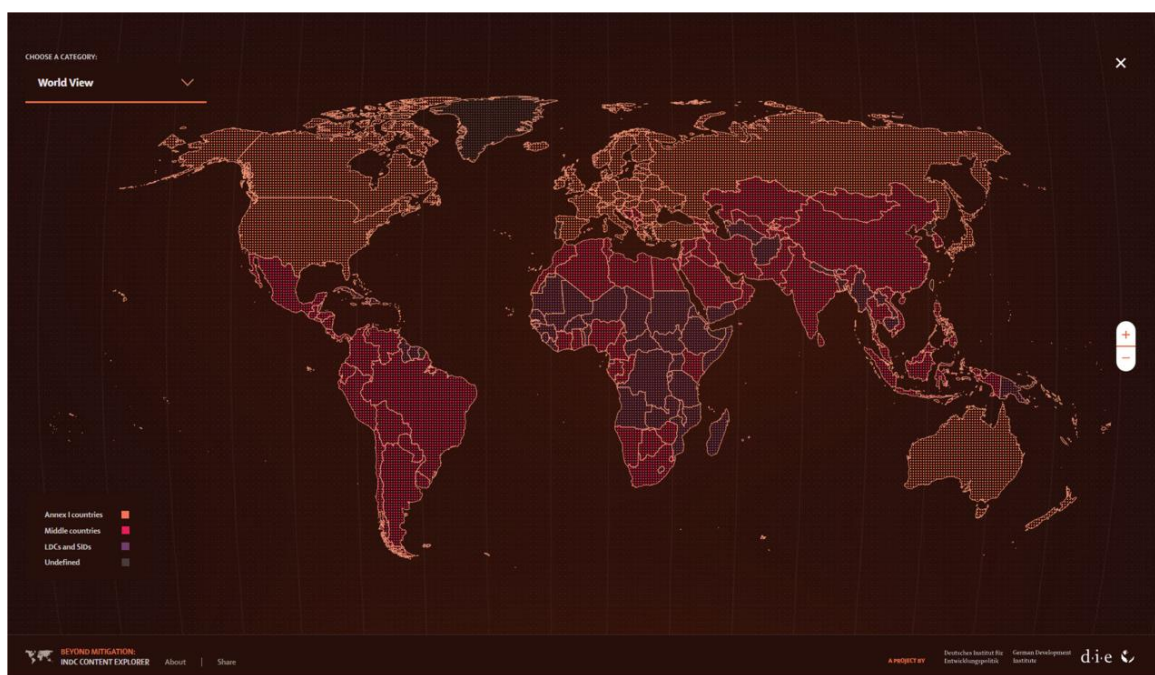 CHOOSE A CATEGORY:
World View
Annex I countries
Middle countries
LDCs and SIDs
Undefined
BEYOND MITIGATION:
INDC CONTENT EXPLORER
About | Share
A PROJECT BY
Deutsches Institut für
Entwicklungspolitik
German Development
Institute
d·i·e